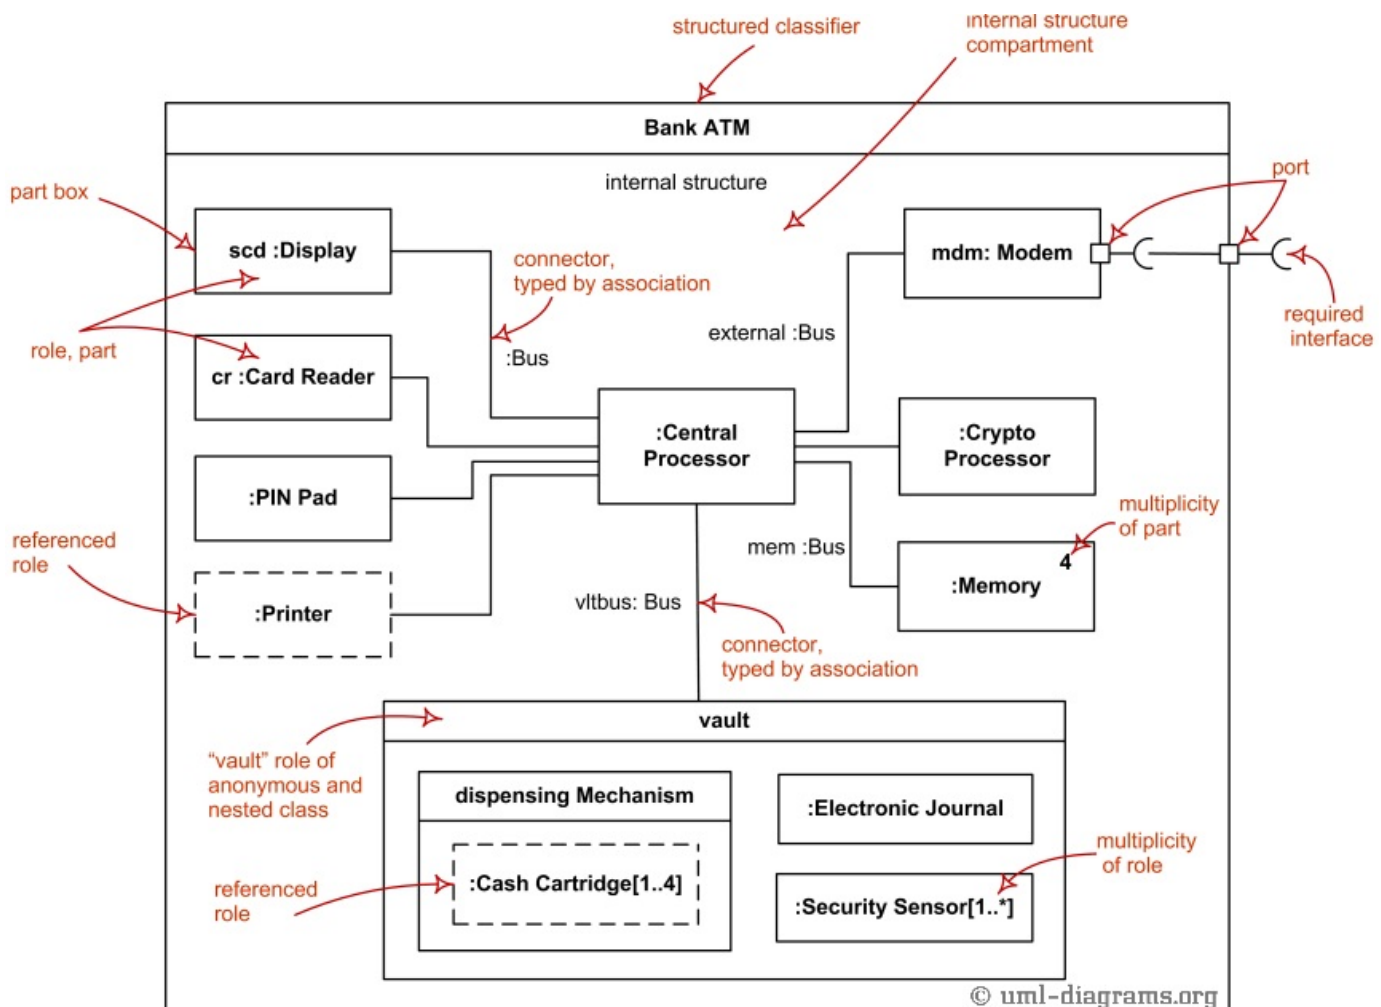 structured classifier
internal structure
compartment
Bank ATM
internal structure
part box
port
scd :Display
mdm: Modem
connector,
typed by association
required
interface
external :Bus
role, part
:Bus
cr :Card Reader
:Central
Processor
:Crypto
Processor
:PIN Pad
multiplicity
of part
referenced
role
mem :Bus
4
:Memory
:Printer
vltbus: Bus
connector,
typed by association
vault
“vault” role of
anonymous and
nested class
dispensing Mechanism
:Electronic Journal
multiplicity
of role
referenced
role
:Cash Cartridge[1..4]
:Security Sensor[1..*]
© uml-diagrams.org